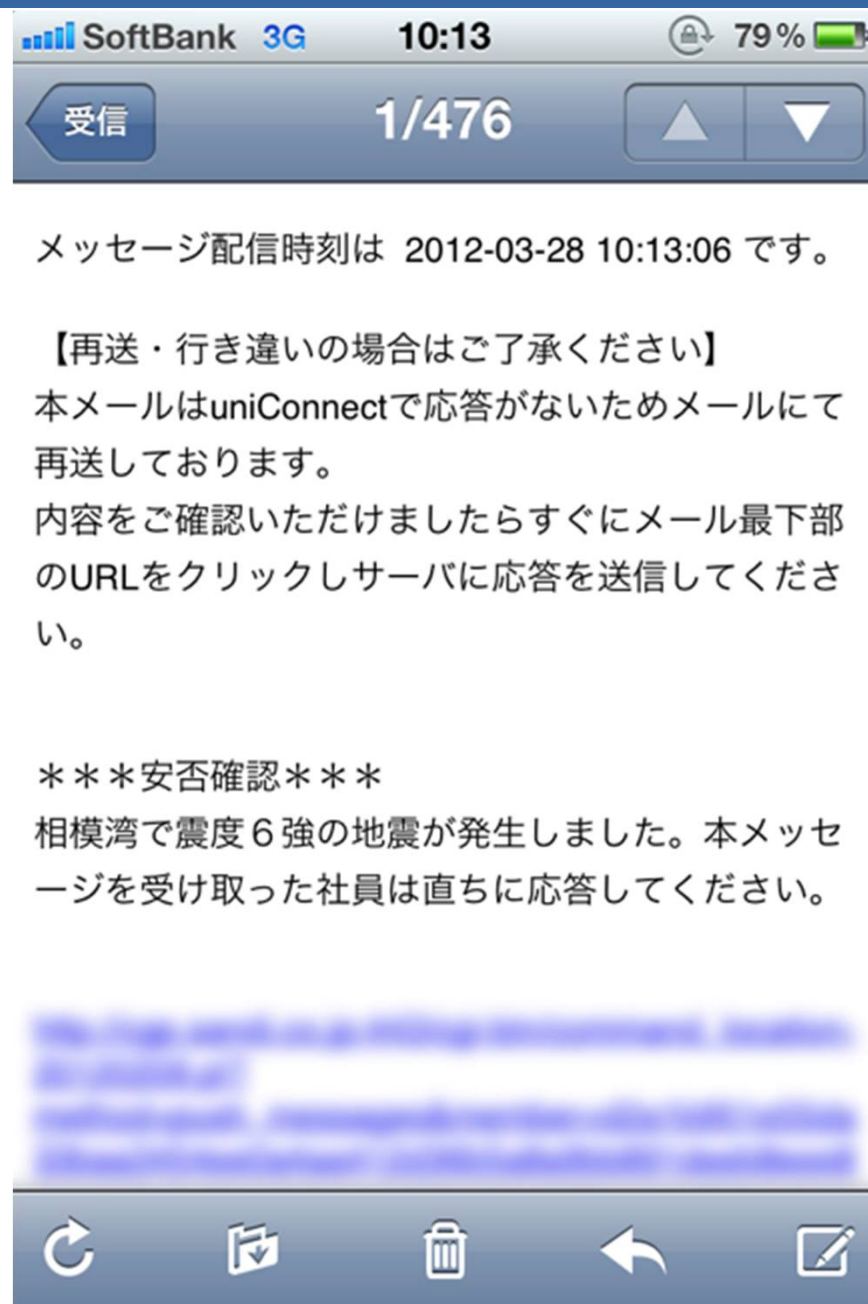 SoftBank 3G 10:13 79%
受信 1/476
メッセージ配信時刻は 2012-03-28 10:13:06 です。
【再送・行き違いの場合はご了承ください】
本メールはuniConnectで応答がないためメールにて
再送しております。
内容をご確認いただけましたらすぐにメール最下部
のURLをクリックしサーバに応答を送信してくださ
い。
＊＊＊安否確認＊＊＊
相模湾で震度６強の地震が発生しました。本メッセ
ージを受け取った社員は直ちに応答してください。